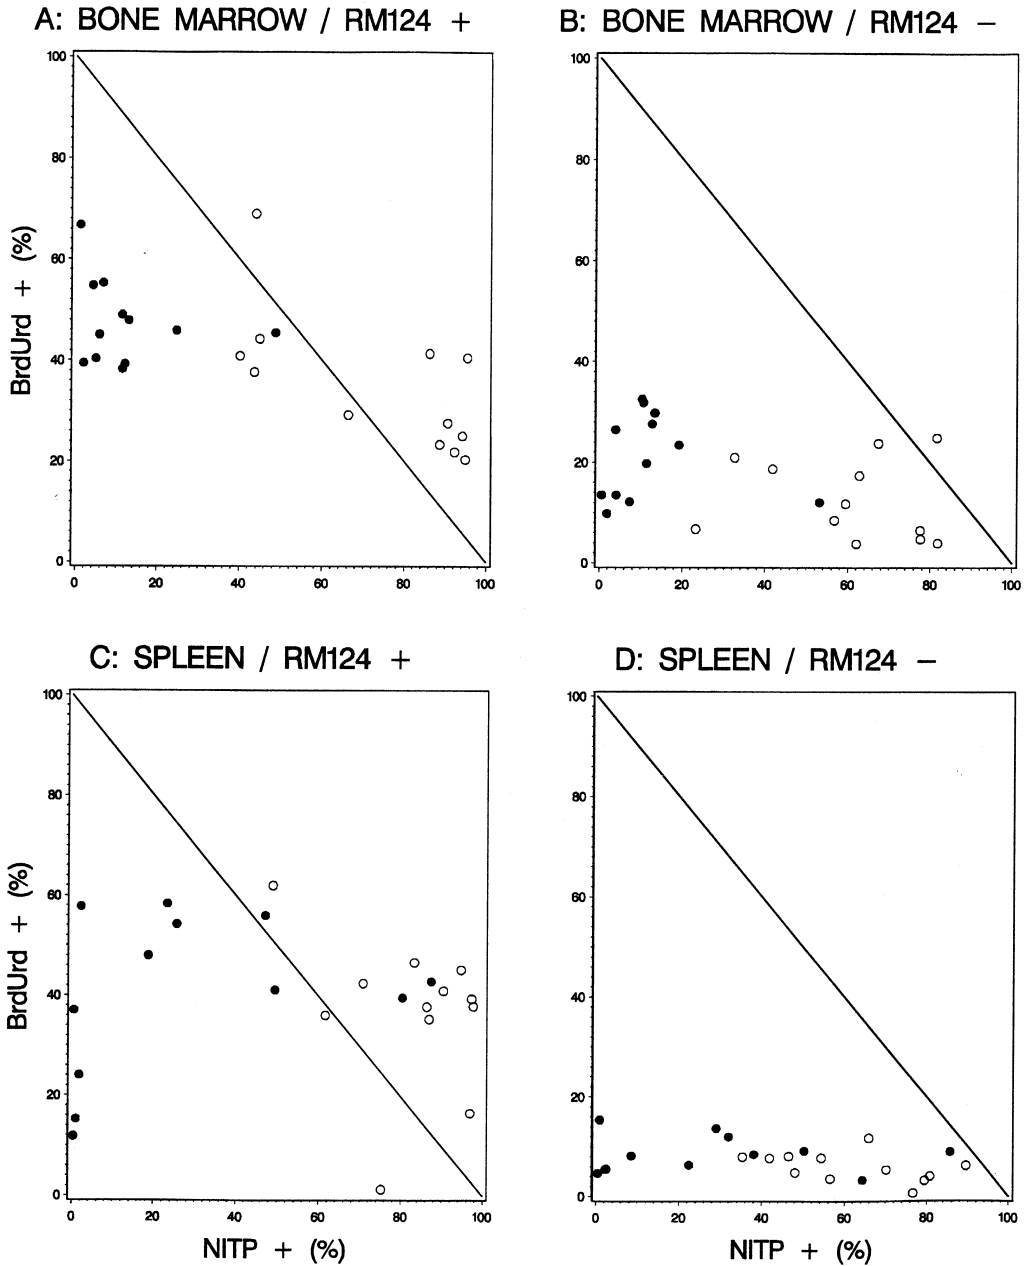 A: BONE MARROW / RM124 +
B: BONE MARROW / RM124 −
BrdUrd + (%)
100
80
60
40
20
0
0 20 40 60 80 100
100
80
60
40
20
0
0 20 40 60 80 100
C: SPLEEN / RM124 +
D: SPLEEN / RM124 −
BrdUrd + (%)
100
80
60
40
20
0
0 20 40 60 80 100
NITP + (%)
100
80
60
40
20
0
0 20 40 60 80 100
NITP + (%)